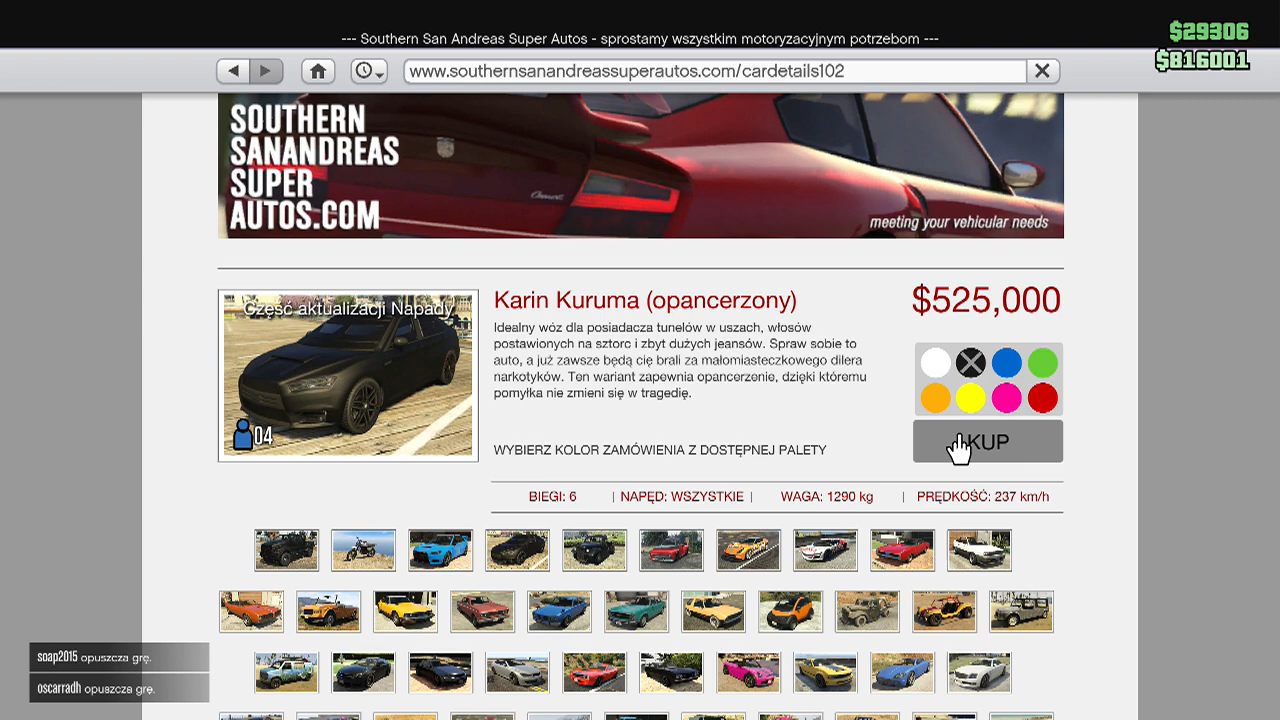 --- Southern San Andreas Super Autos - sprostamy wszystkim motoryzacyjnym potrzebom ---
$29306
$816001
www.southernsanandreassuperautos.com/cardetails102
SOUTHERN
SANANDREAS
SUPER
AUTOS.COM
meeting your vehicular needs
Część aktualizacji Napady
04
Karin Kuruma (opancerzony)
Idealny wóz dla posiadacza tunelów w uszach, włosów
postawionych na sztorc i zbyt dużych jeansów. Spraw sobie to
auto, a już zawsze będą cię brali za małomiasteczkowego dilera
narkotyków. Ten wariant zapewnia opancerzenie, dzięki któremu
pomyłka nie zmieni się w tragedię.
WYBIERZ KOLOR ZAMÓWIENIA Z DOSTĘPNEJ PALETY
$525,000
KUP
BIEGI: 6 | NAPĘD: WSZYSTKIE | WAGA: 1290 kg | PRĘDKOŚĆ: 237 km/h
soap2015 opuszcza grę.
oscarradh opuszcza grę.